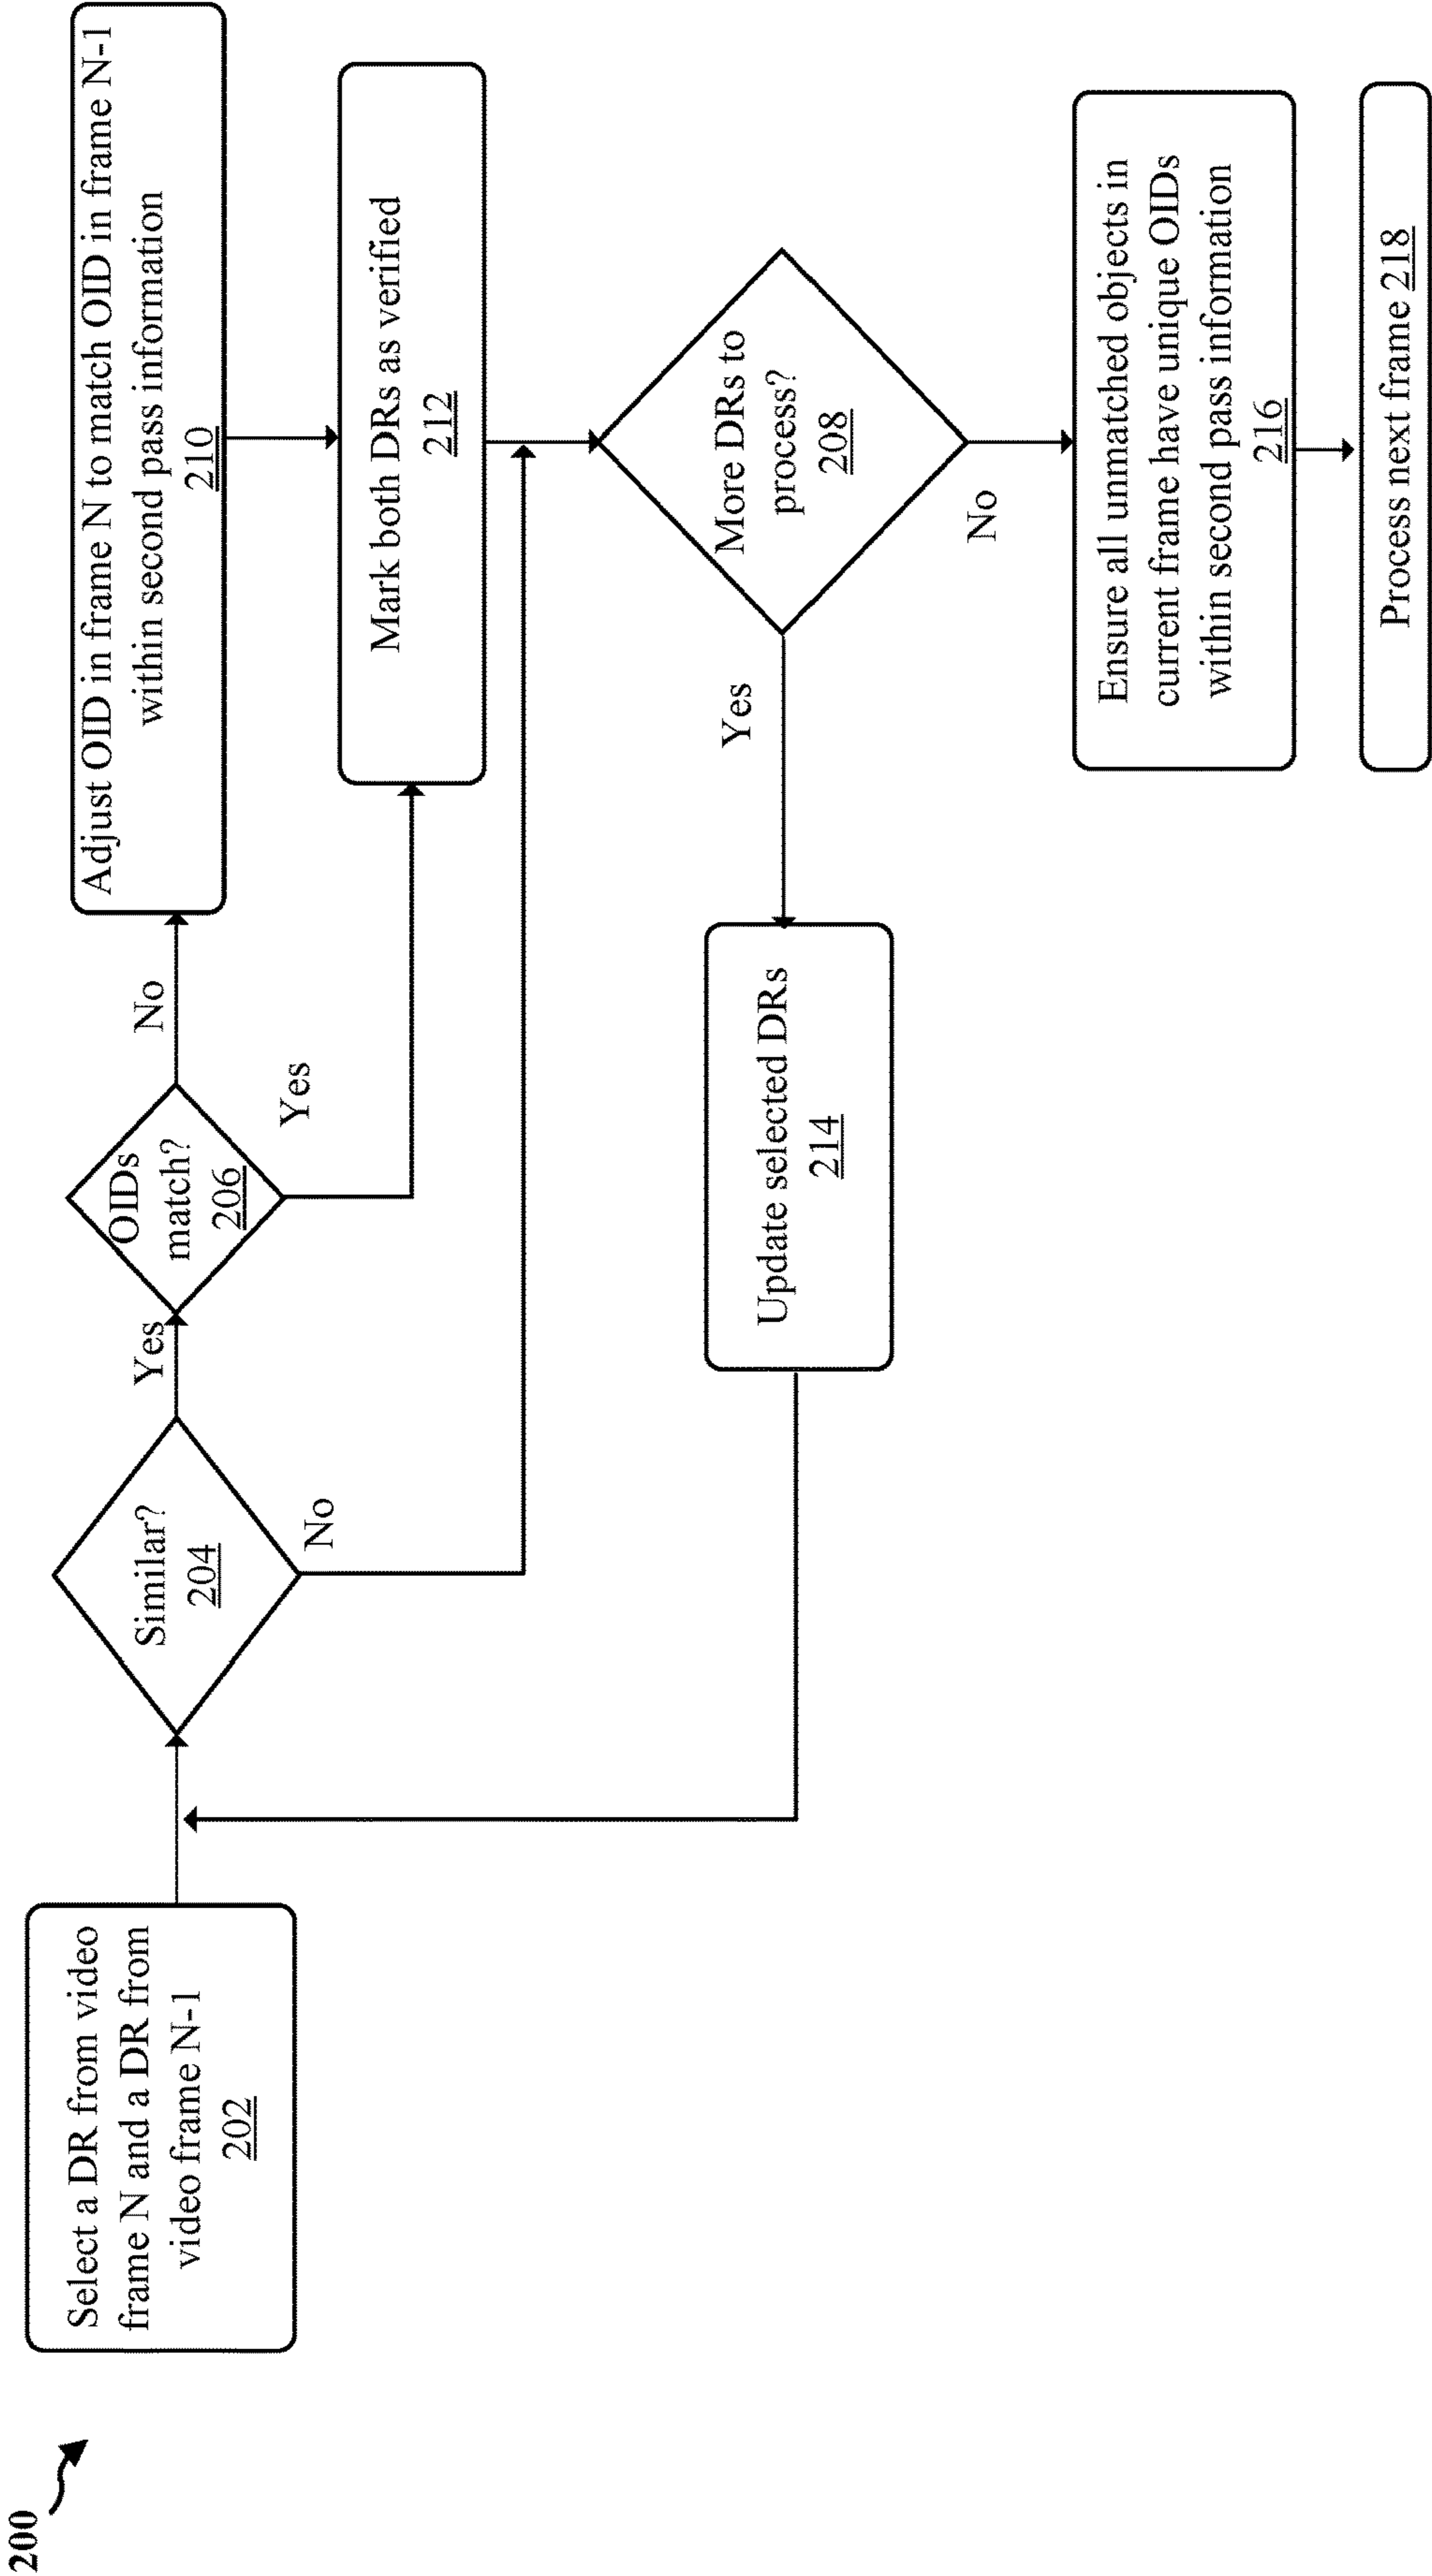 200
Select a DR from video
frame N and a DR from
video frame N-1
202
Similar?
204
Yes
No
OIDs
match?
206
No
Yes
Adjust OID in frame N to match OID in frame N-1
within second pass information
210
Mark both DRs as verified
212
More DRs to
process?
208
Yes
No
Update selected DRs
214
Ensure all unmatched objects in
current frame have unique OIDs
within second pass information
216
Process next frame 218